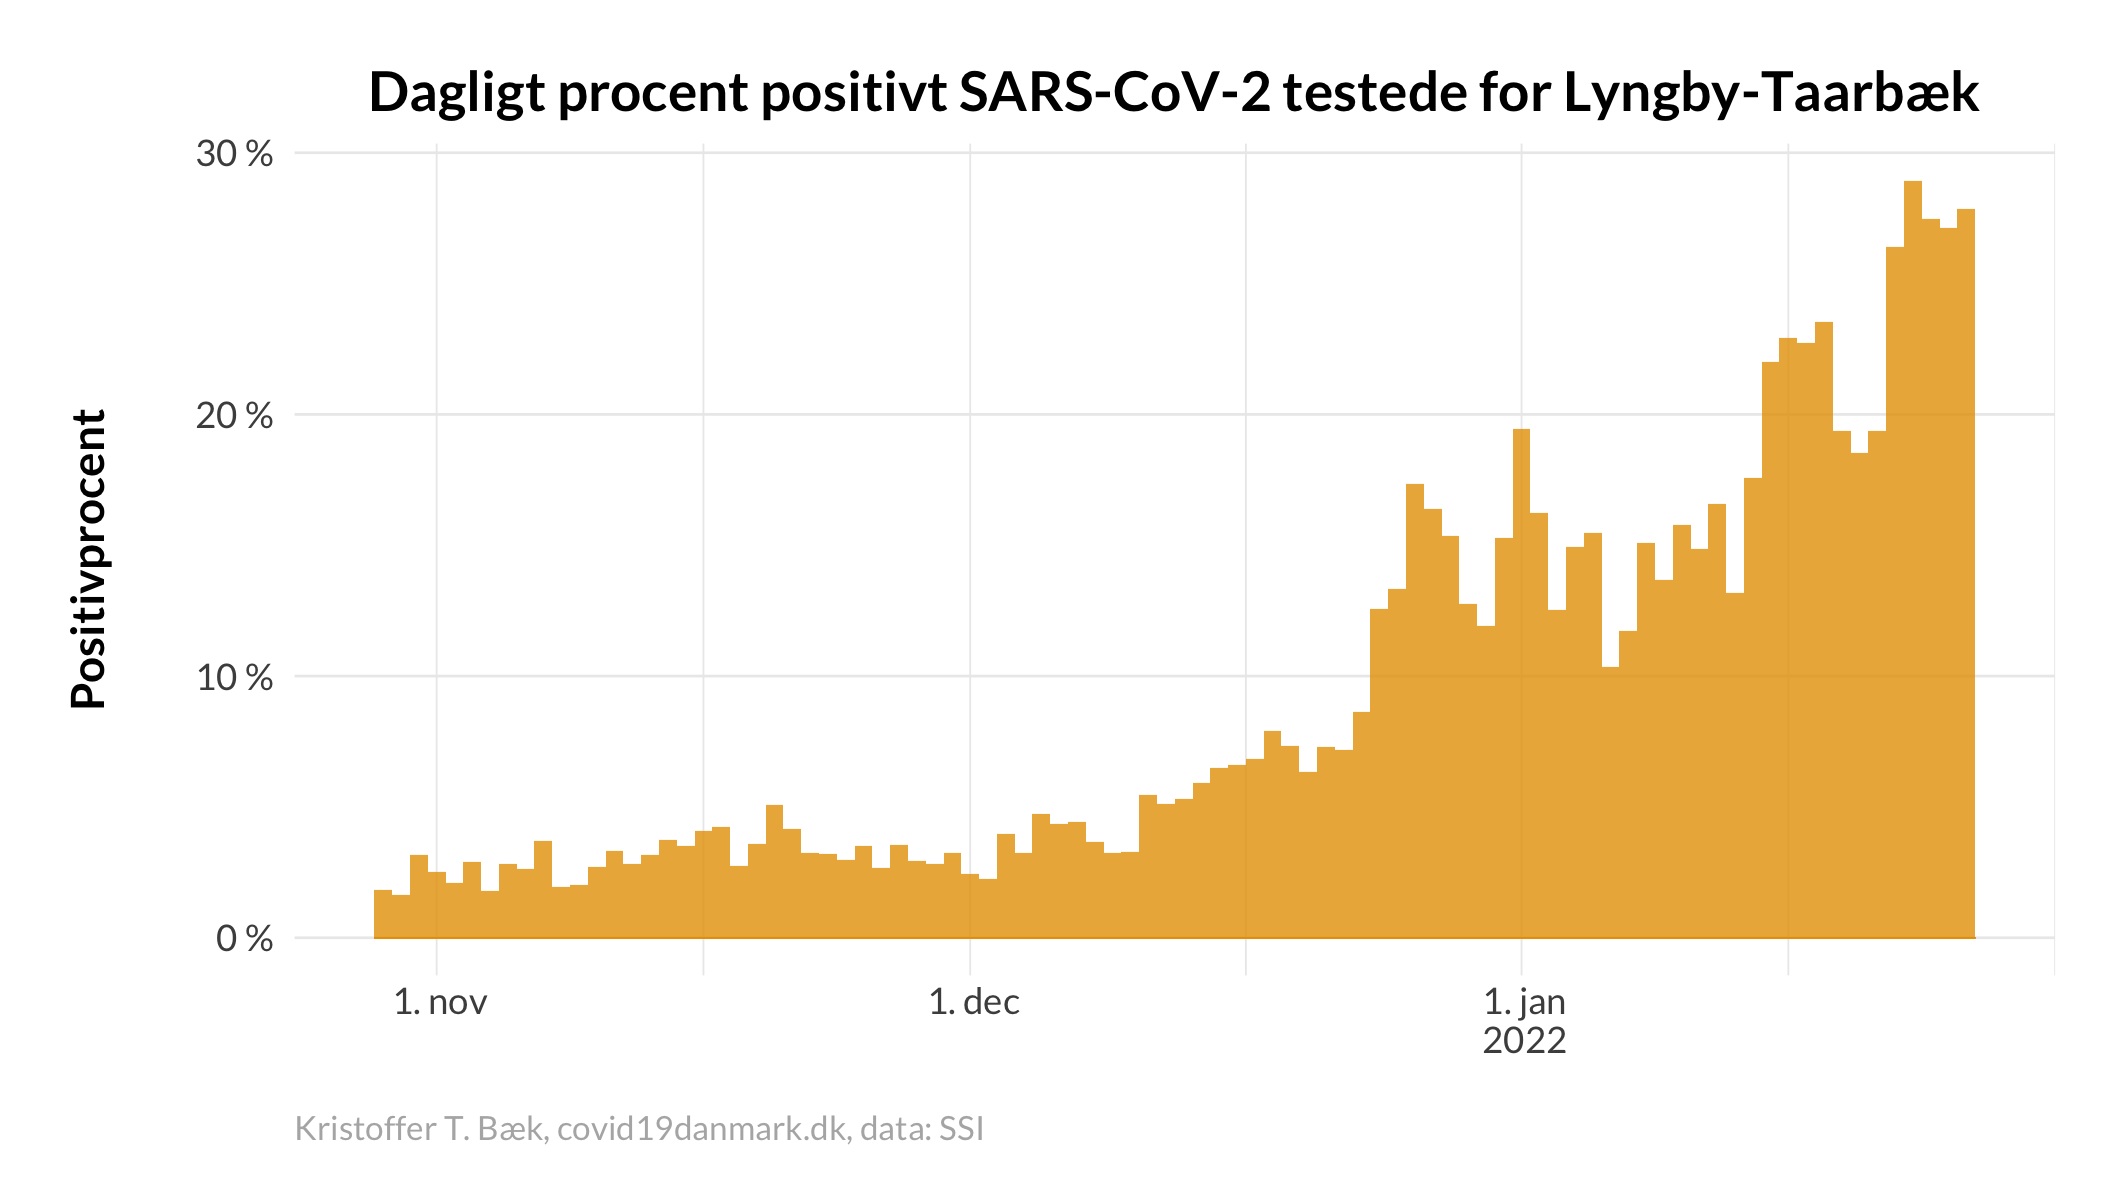 Dagligt procent positivt SARS-CoV-2 testede for Lyngby-Taarbæk
Positivprocent
30 %
20 %
10 %
0 %
1. nov
1. dec
1. jan
2022
Kristoffer T. Bæk, covid19danmark.dk, data: SSI